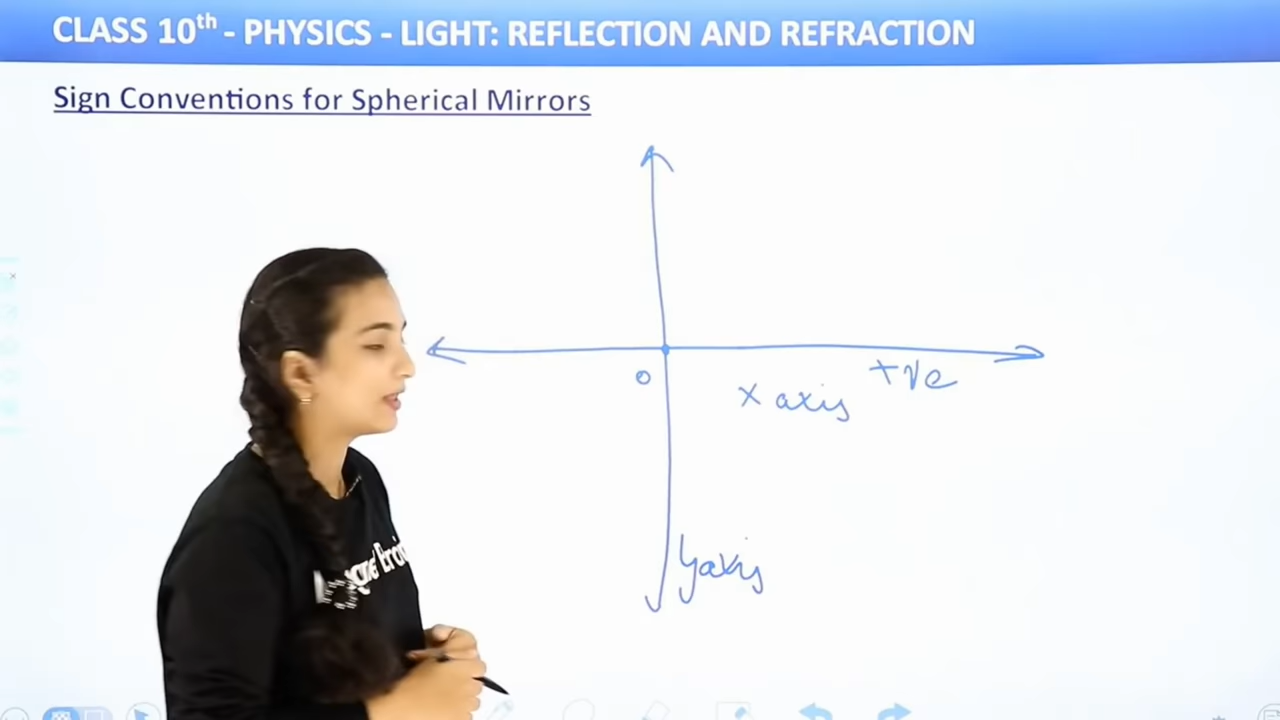 CLASS 10th - PHYSICS - LIGHT: REFLECTION AND REFRACTION
Sign Conventions for Spherical Mirrors
+ve
O
x axis
y axis